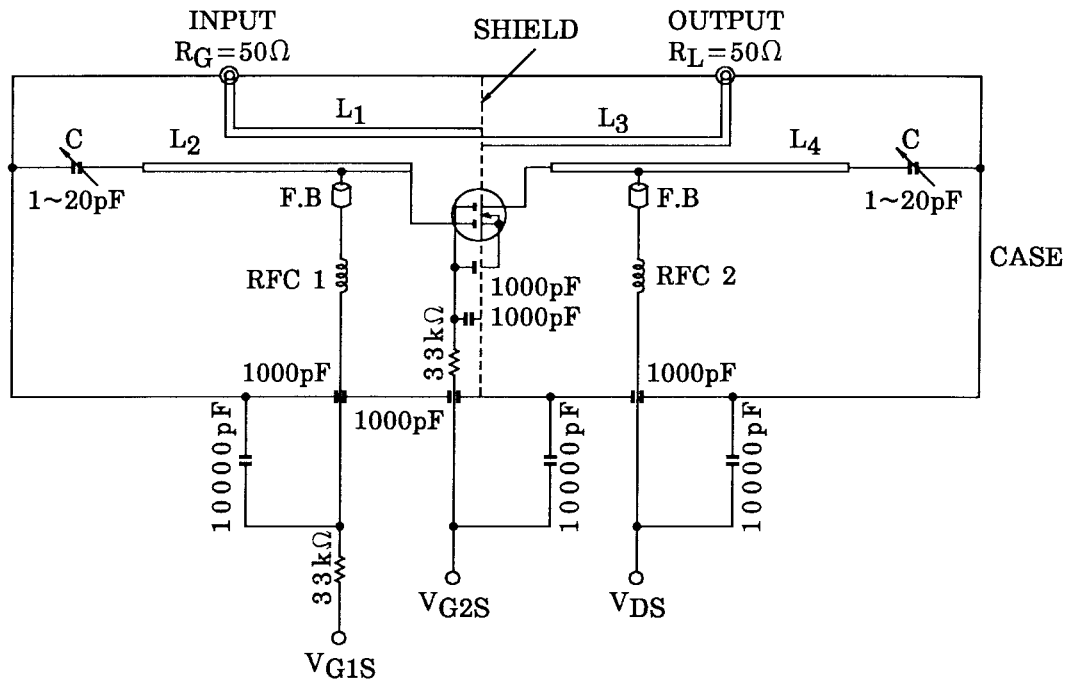 INPUT
R_G=50Ω
SHIELD
OUTPUT
R_L=50Ω
L1
L3
C
L2
L4
C
1~20pF
F.B
F.B
1~20pF
RFC 1
RFC 2
CASE
1000pF
1000pF
33kΩ
1000pF
1000pF
1000pF
10000pF
10000pF
10000pF
33kΩ
V_G2S
V_DS
V_G1S